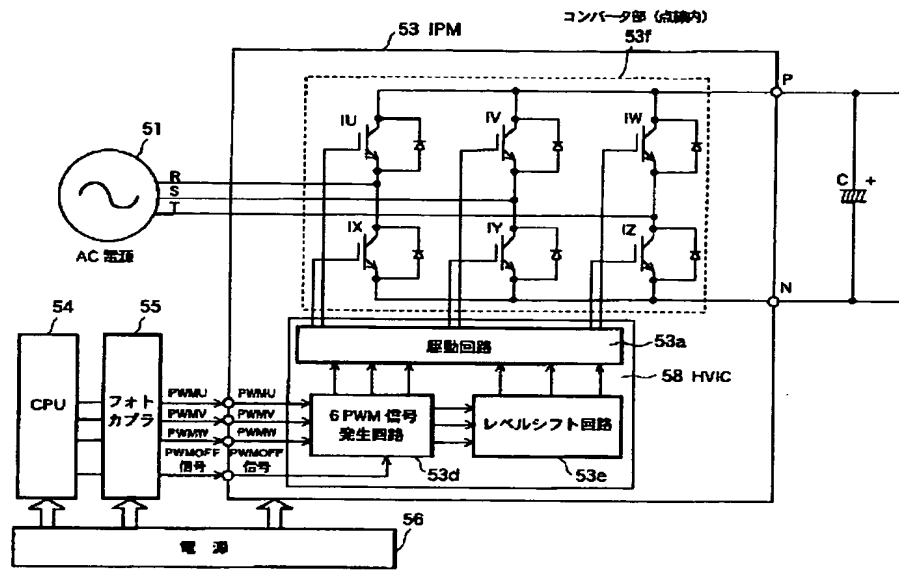 コンバータ部（点線内）
53 IPM
53f
P
51
IU
IV
IW
R
S
T
C
+
AC 電源
IX
IY
IZ
N
54
55
駆動回路
53a
58 HVIC
CPU
フォト
カプラ
PWMU
PWMU
PWMV
PWMV
PWMW
PWMW
PWMOFF
信号
PWMOFF
信号
6 PWM 信号
発生回路
レベルシフト回路
53d
53e
電 源
56